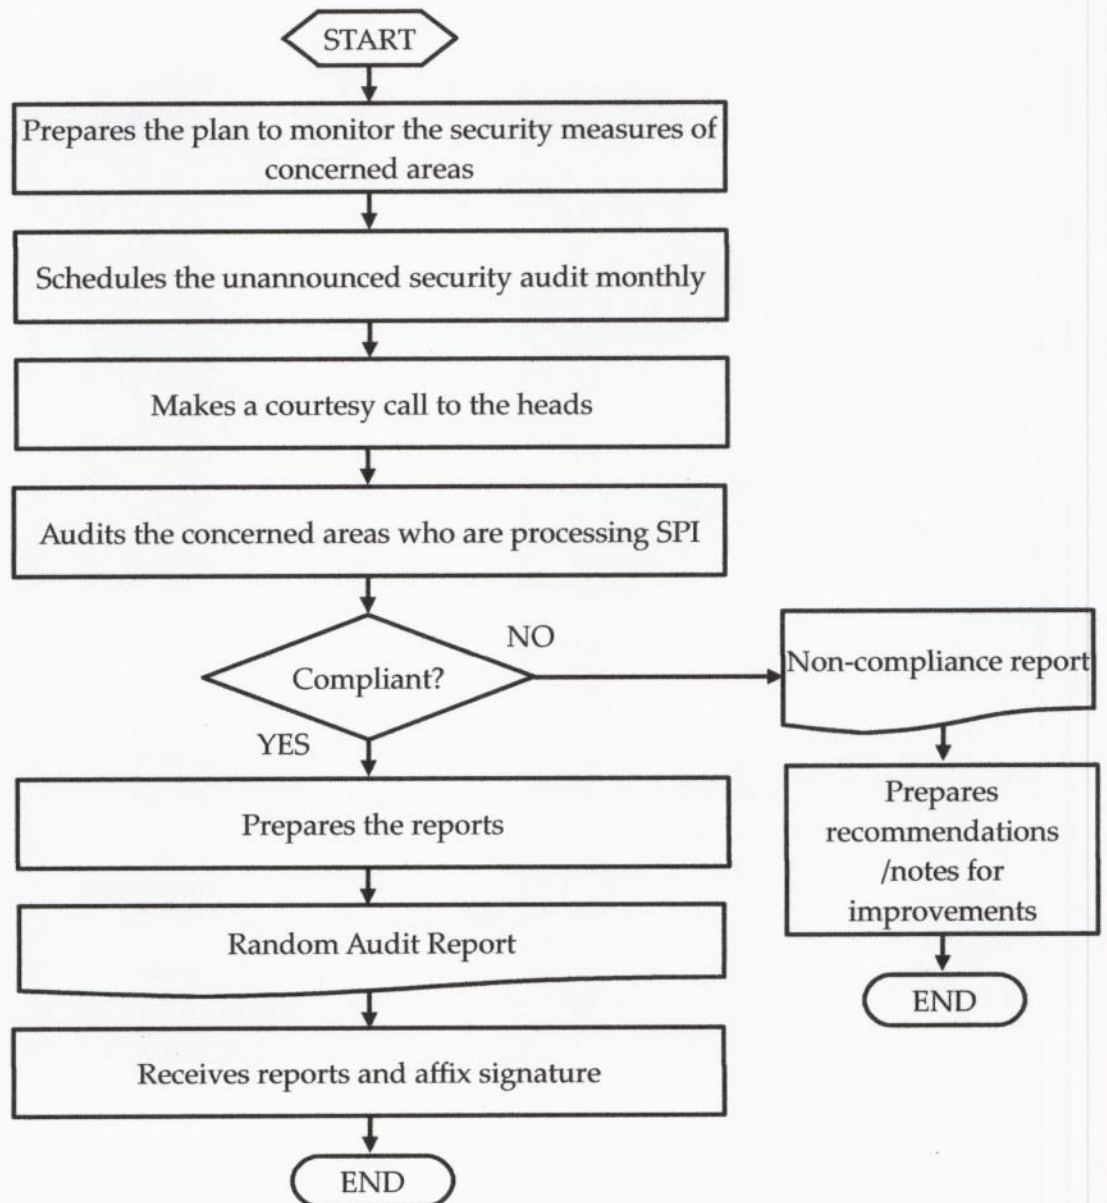 START
Prepares the plan to monitor the security measures of
concerned areas
Schedules the unannounced security audit monthly
Makes a courtesy call to the heads
Audits the concerned areas who are processing SPI
Compliant?
NO
YES
Non-compliance report
Prepares
recommendations
/notes for
improvements
END
Prepares the reports
Random Audit Report
Receives reports and affix signature
END